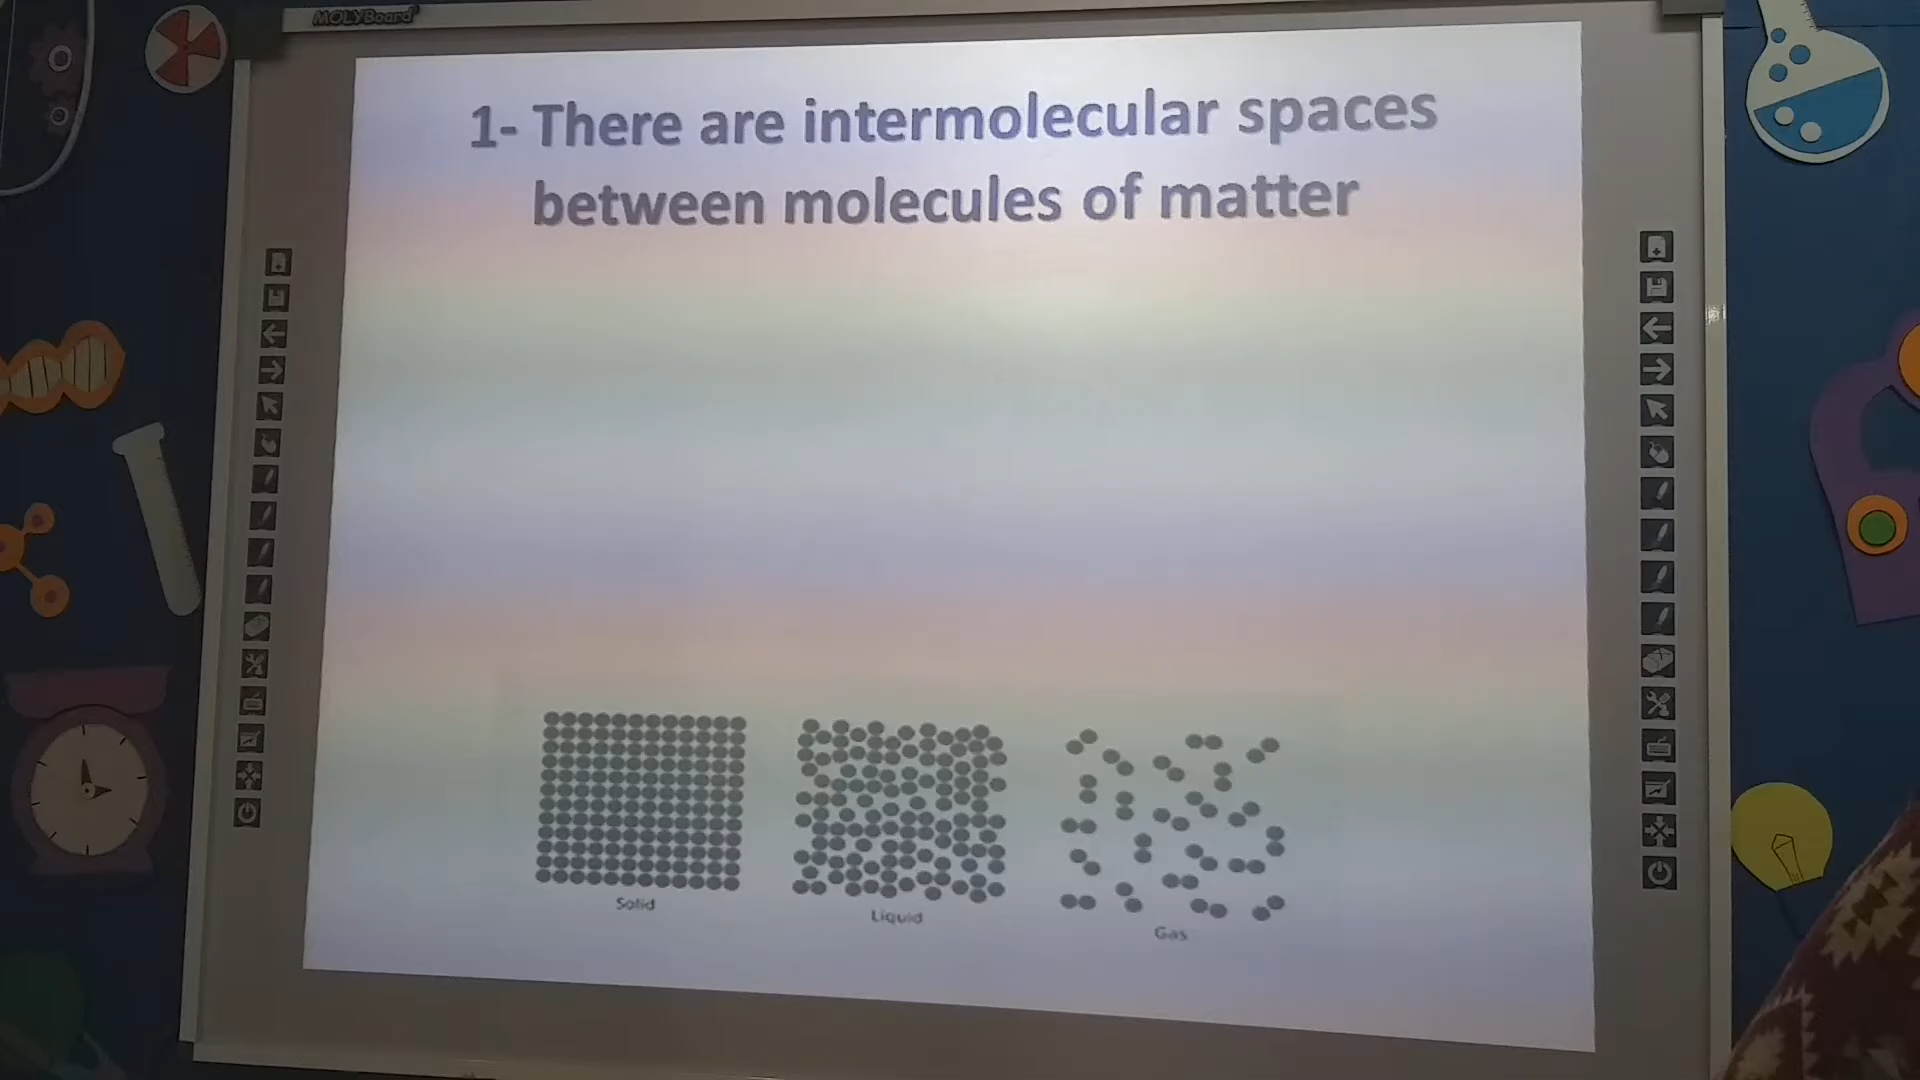 MOLYBoard
1- There are intermolecular spaces
between molecules of matter
Solid
Liquid
Gas